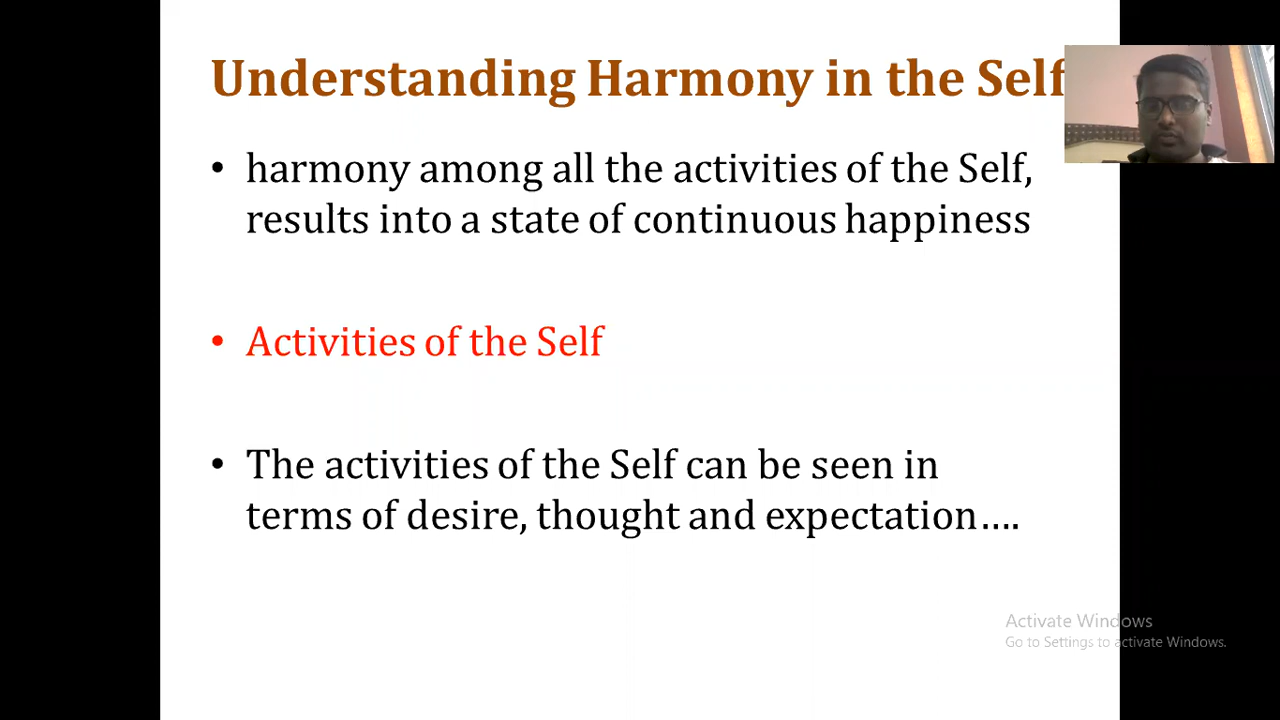 Understanding Harmony in the Self
• harmony among all the activities of the Self,
results into a state of continuous happiness
• Activities of the Self
• The activities of the Self can be seen in
terms of desire, thought and expectation....
Activate Windows
Go to Settings to activate Windows.